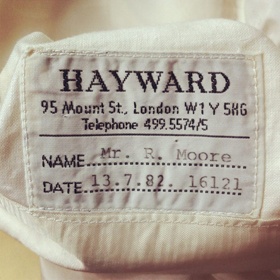 HAYWARD
95 Mount St., London W1Y 5HG
Telephone 499.5574/5
NAME Mr. R. Moore
DATE 13.7.82. 16121